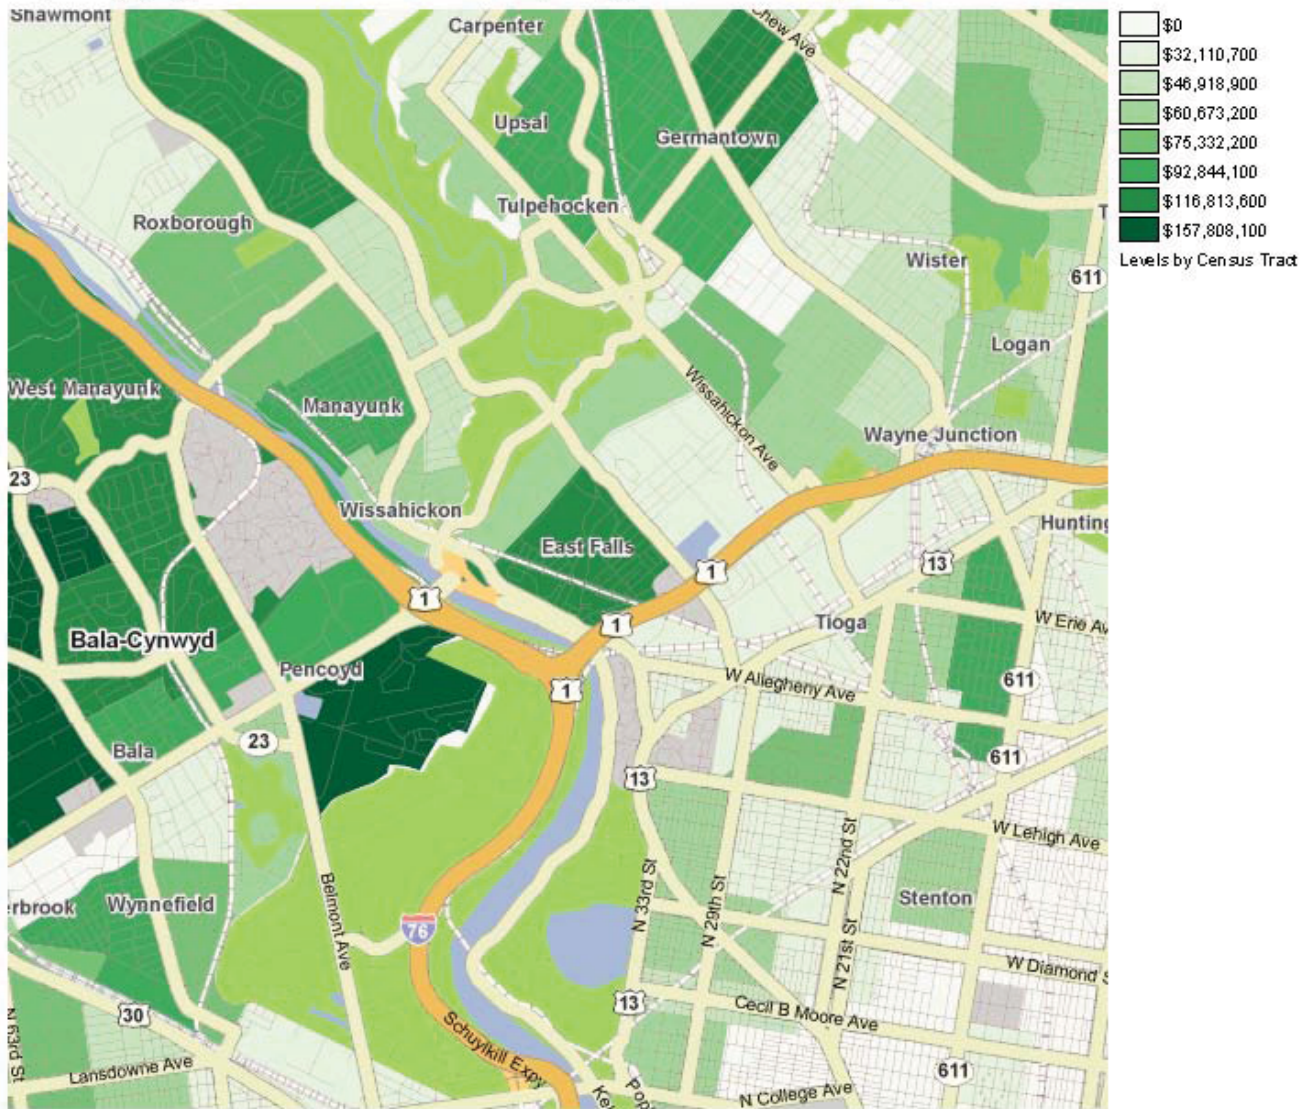 Shawmont
Carpenter
Chew Ave
$0
$32,110,700
$46,918,900
$60,673,200
$75,332,200
$92,844,100
$116,813,600
$157,808,100
Levels by Census Tract
Upsal
Germantown
Tulpehocken
Roxborough
T
Wister
611
Logan
West Manayunk
Manayunk
Wissahickon Ave
Wayne Junction
23
Wissahickon
Hunting
East Falls
13
1
1
1
Tioga
W Erie Av
Bala-Cynwyd
Pencoyd
W Allegheny Ave
611
1
23
Bala
611
13
W Lehigh Ave
N 22nd St
N 33rd St
N 29th St
Stenton
erbrook
Wynnefield
Belmont Ave
76
N 21st St
W Diamond S
13
Cecil B Moore Ave
30
Schuylkill Expy
N 63rd St
Lansdowne Ave
611
N College Ave
Kel
Pop